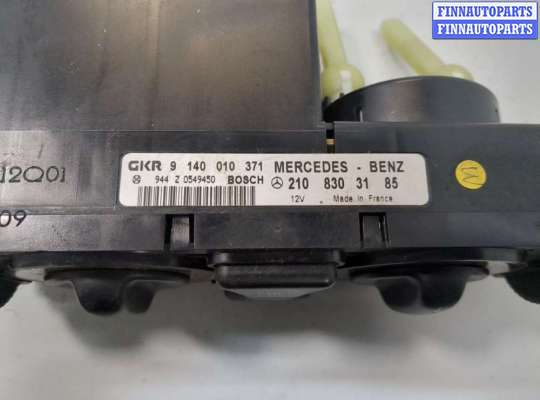 FINNAUTOPARTS
FINNAUTOPARTS
GKR 9 140 010 371 MERCEDES - BENZ
944 Z 0549450 BOSCH 210 830 31 85
12V Made in France
12Q01
09